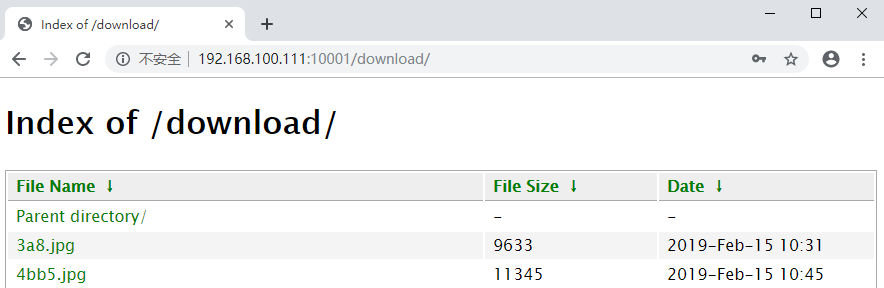 Index of /download/
不安全 192.168.100.111:10001/download/
Index of /download/
File Name ↓ File Size ↓ Date ↓
Parent directory/ - -
3a8.jpg 9633 2019-Feb-15 10:31
4bb5.jpg 11345 2019-Feb-15 10:45